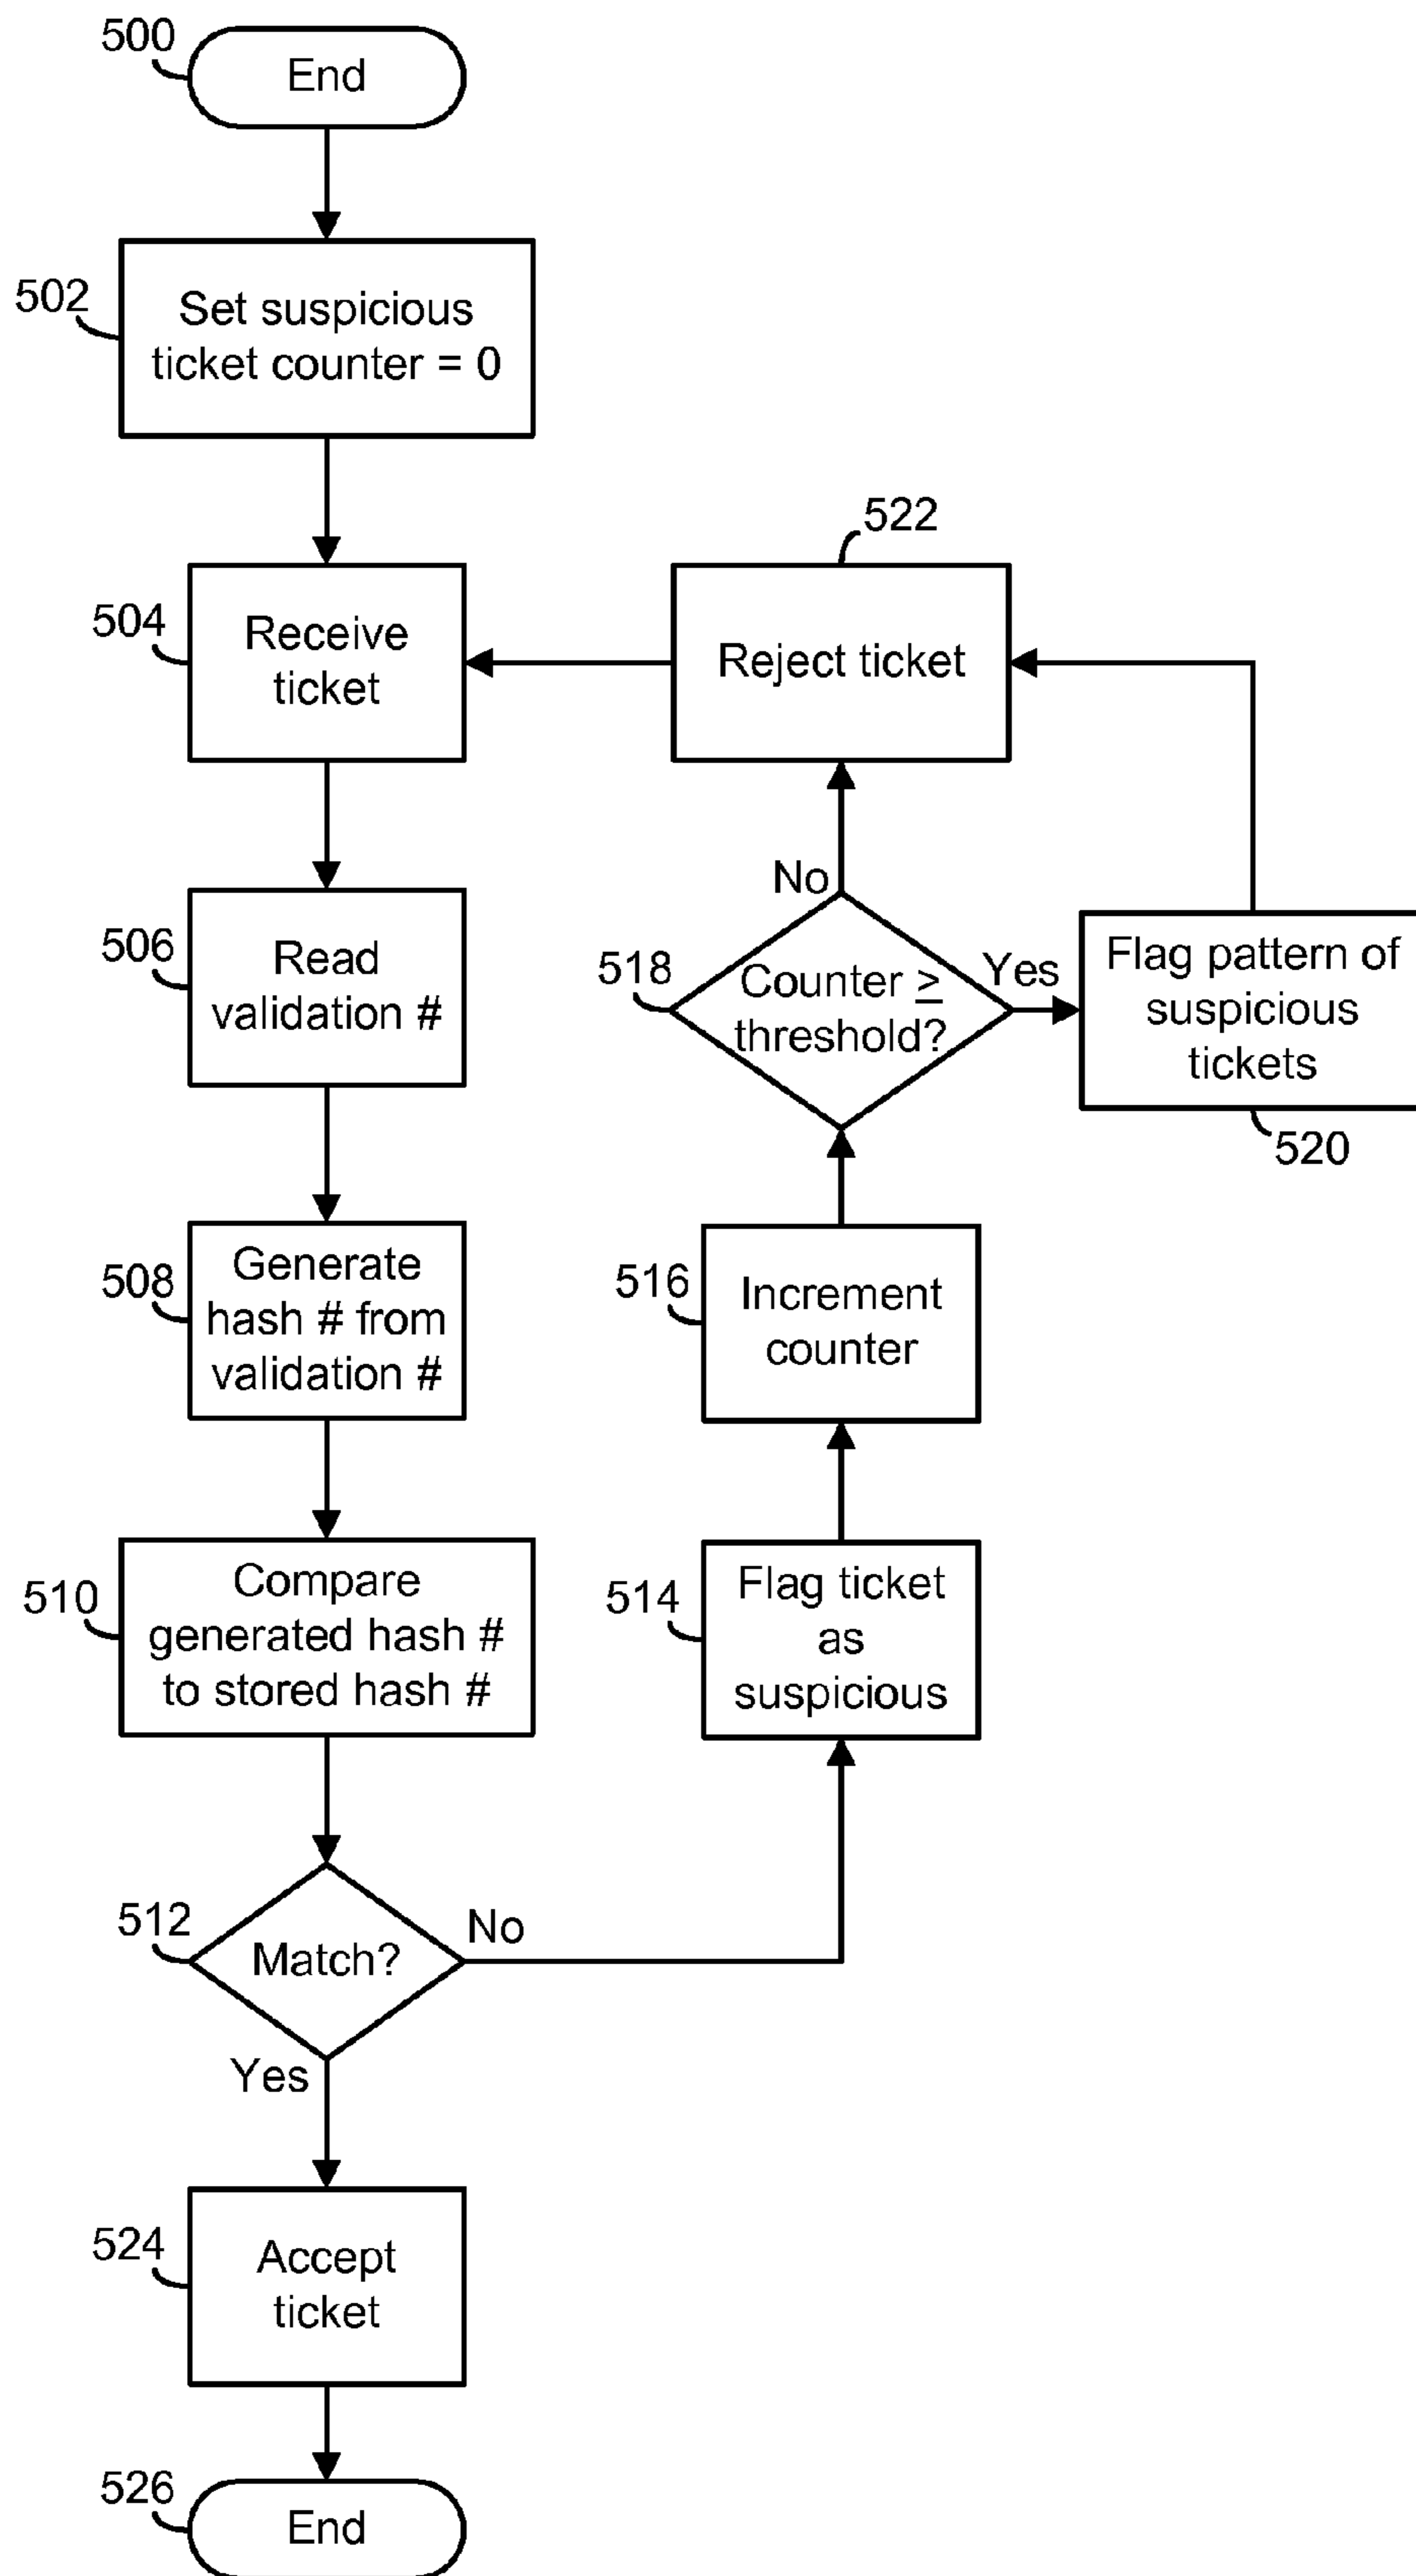 500
End
502
Set suspicious
ticket counter = 0
522
504
Receive
ticket
Reject ticket
506
Read
validation #
No
518
Counter ≥
threshold?
Yes
Flag pattern of
suspicious
tickets
520
508
Generate
hash # from
validation #
516
Increment
counter
510
Compare
generated hash #
to stored hash #
514
Flag ticket
as
suspicious
512
Match?
No
Yes
524
Accept
ticket
526
End